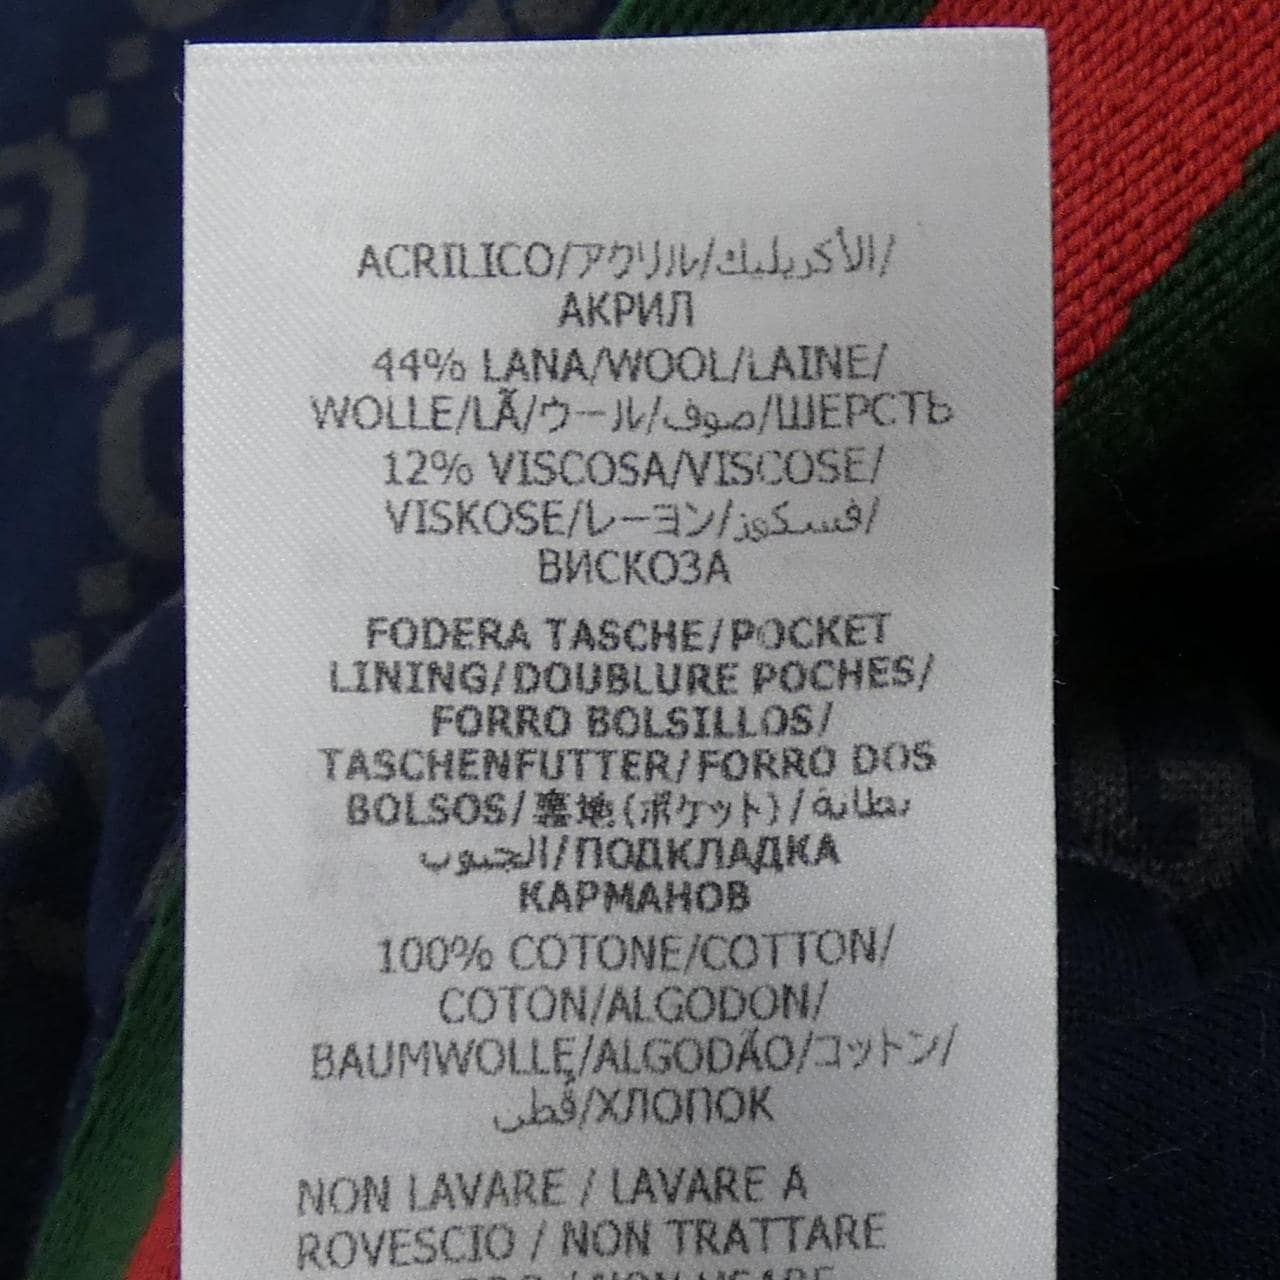 ACRILICO/アクリル/الأكريليك/
АКРИЛ
44% LANA/WOOL/LAINE/
WOLLE/LÃ/ウール/صوف/ШЕРСТЬ
12% VISCOSA/VISCOSE/
VISKOSE/レーヨン/فسكوز/
ВИСКОЗА
FODERA TASCHE/POCKET
LINING/DOUBLURE POCHES/
FORRO BOLSILLOS/
TASCHENFUTTER/FORRO DOS
BOLSOS/裏地(ポケット)/بطانة
الجيوب/ПОДКЛАДКА
КАРМАНОВ
100% COTONE/COTTON/
COTON/ALGODON/
BAUMWOLLE/ALGODÃO/コットン/
قطن/ХЛОПОК
NON LAVARE / LAVARE A
ROVESCIO / NON TRATTARE